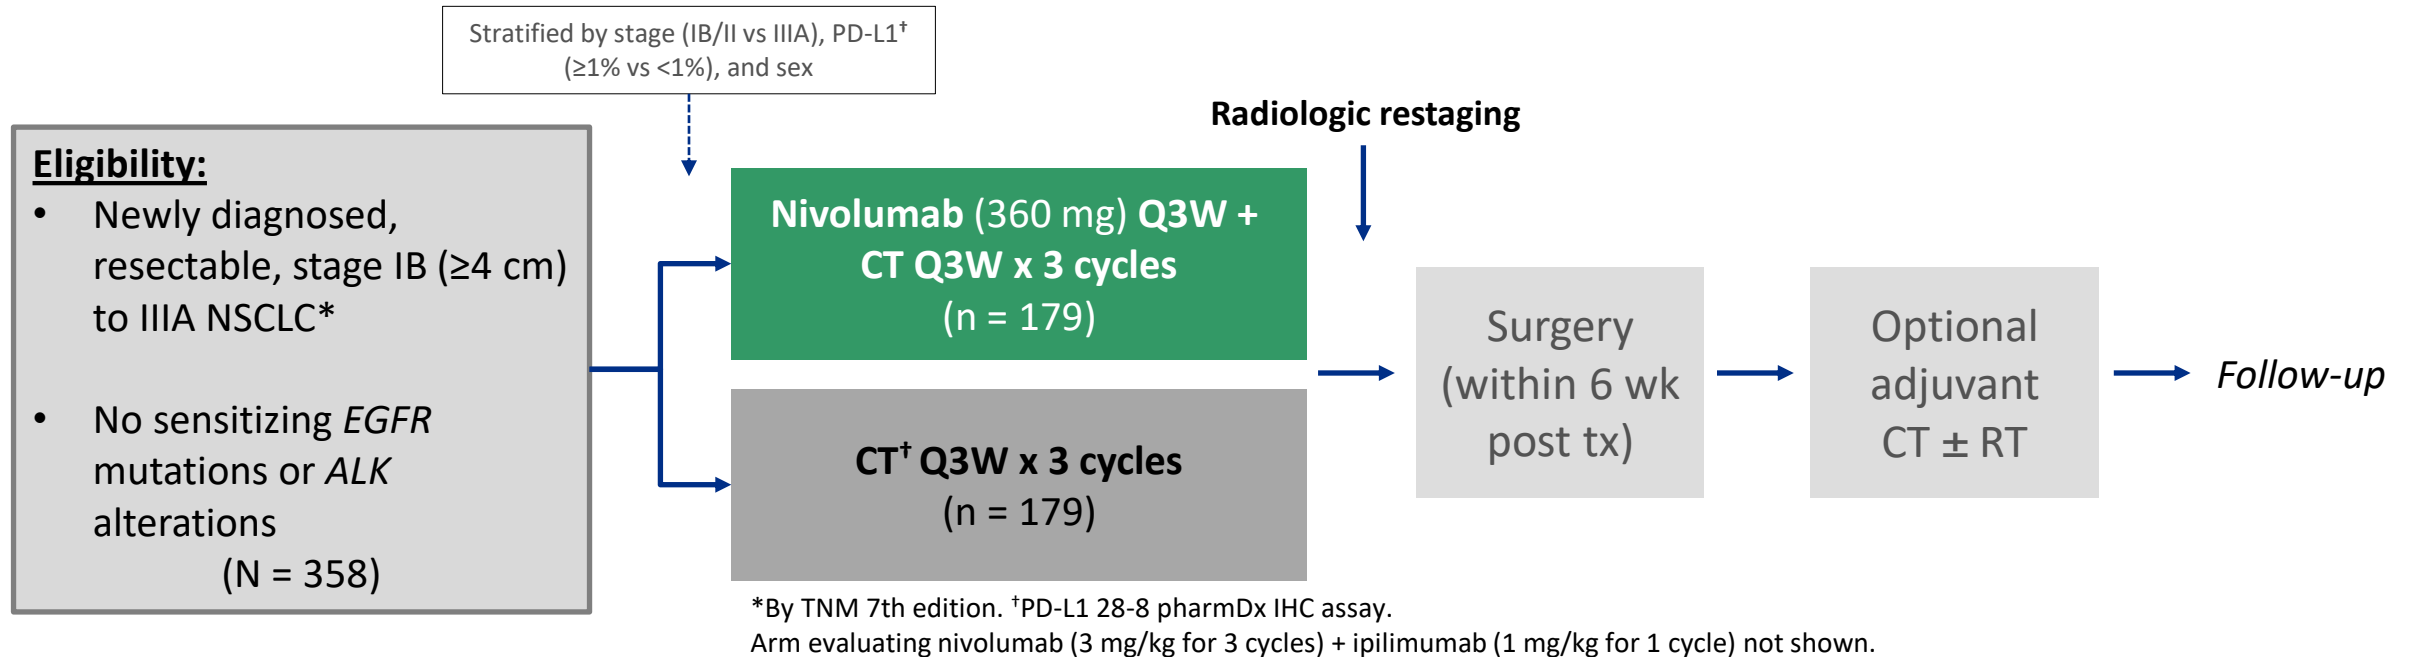 Stratified by stage (IB/II vs IIIA), PD-L1†
(≥1% vs <1%), and sex
Radiologic restaging
Eligibility:
• Newly diagnosed,
resectable, stage IB (≥4 cm)
to IIIA NSCLC*
• No sensitizing EGFR
mutations or ALK
alterations
(N = 358)
Nivolumab (360 mg) Q3W +
CT Q3W x 3 cycles
(n = 179)
CT† Q3W x 3 cycles
(n = 179)
Surgery
(within 6 wk
post tx)
Optional
adjuvant
CT ± RT
Follow-up
*By TNM 7th edition. †PD-L1 28-8 pharmDx IHC assay.
Arm evaluating nivolumab (3 mg/kg for 3 cycles) + ipilimumab (1 mg/kg for 1 cycle) not shown.